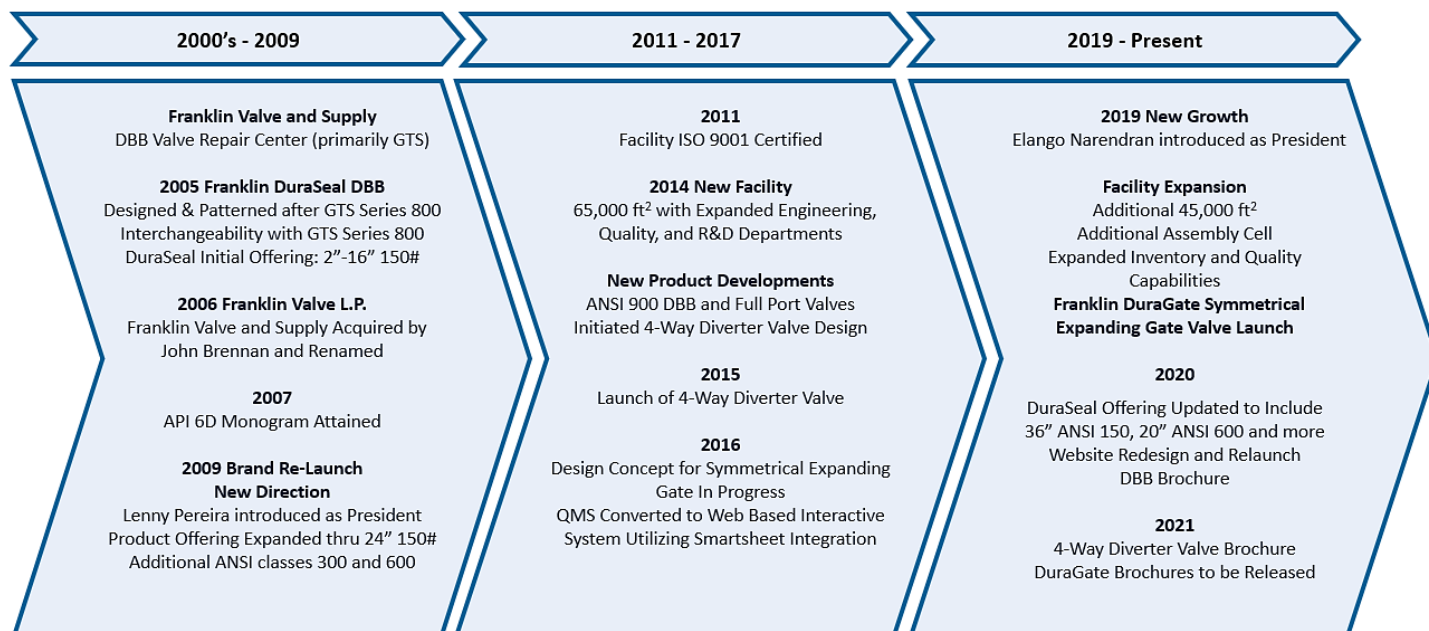 2000’s - 2009
Franklin Valve and Supply
DBB Valve Repair Center (primarily GTS)
2005 Franklin DuraSeal DBB
Designed & Patterned after GTS Series 800
Interchangeability with GTS Series 800
DuraSeal Initial Offering: 2”-16” 150#
2006 Franklin Valve L.P.
Franklin Valve and Supply Acquired by
John Brennan and Renamed
2007
API 6D Monogram Attained
2009 Brand Re-Launch
New Direction
Lenny Pereira introduced as President
Product Offering Expanded thru 24” 150#
Additional ANSI classes 300 and 600
2011 - 2017
2011
Facility ISO 9001 Certified
2014 New Facility
65,000 ft² with Expanded Engineering,
Quality, and R&D Departments
New Product Developments
ANSI 900 DBB and Full Port Valves
Initiated 4-Way Diverter Valve Design
2015
Launch of 4-Way Diverter Valve
2016
Design Concept for Symmetrical Expanding
Gate In Progress
QMS Converted to Web Based Interactive
System Utilizing Smartsheet Integration
2019 - Present
2019 New Growth
Elango Narendran introduced as President
Facility Expansion
Additional 45,000 ft²
Additional Assembly Cell
Expanded Inventory and Quality
Capabilities
Franklin DuraGate Symmetrical
Expanding Gate Valve Launch
2020
DuraSeal Offering Updated to Include
36” ANSI 150, 20” ANSI 600 and more
Website Redesign and Relaunch
DBB Brochure
2021
4-Way Diverter Valve Brochure
DuraGate Brochures to be Released